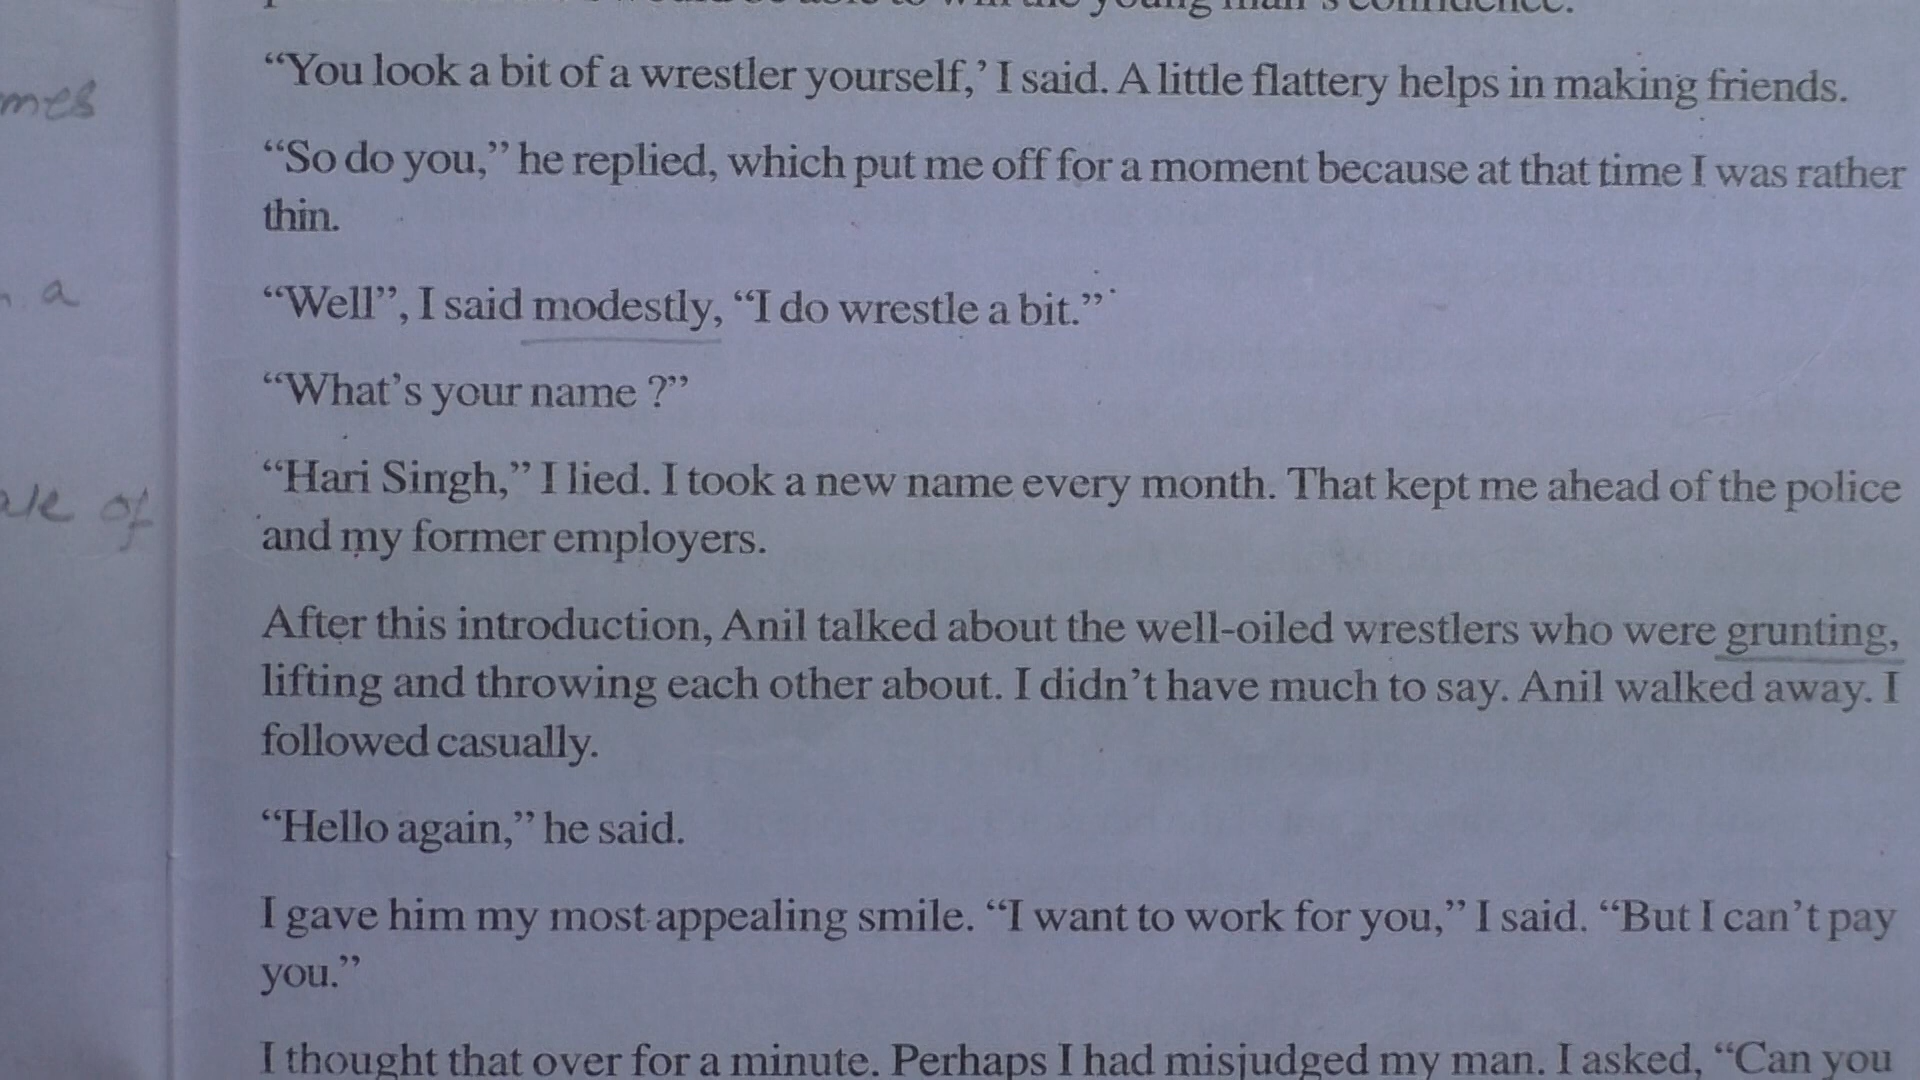 young man's confidence.
mes
"You look a bit of a wrestler yourself,' I said. A little flattery helps in making friends.
"So do you," he replied, which put me off for a moment because at that time I was rather
thin.
a
"Well", I said modestly, "I do wrestle a bit."
"What's your name ?"
"Hari Singh," I lied. I took a new name every month. That kept me ahead of the police
of
and my former employers.
After this introduction, Anil talked about the well-oiled wrestlers who were grunting,
lifting and throwing each other about. I didn't have much to say. Anil walked away. I
followed casually.
"Hello again," he said.
I gave him my most appealing smile. "I want to work for you," I said. "But I can't pay
you."
I thought that over for a minute. Perhaps I had misjudged my man. I asked, "Can you